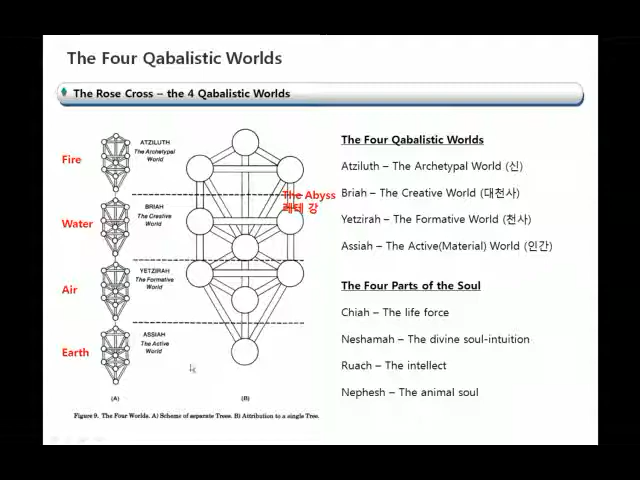 The Four Qabalistic Worlds
The Rose Cross – the 4 Qabalistic Worlds
Fire
ATZILUTH
The Archetypal
World
The Abyss
레테 강
Water
BRIAH
The Creative
World
Air
YETZIRAH
The Formative
World
Earth
ASSIAH
The Active
World
(A)
(B)
Figure 9. The Four Worlds. A) Scheme of separate Trees. B) Attribution to a single Tree.
The Four Qabalistic Worlds
Atziluth – The Archetypal World (신)
Briah – The Creative World (대천사)
Yetzirah – The Formative World (천사)
Assiah – The Active(Material) World (인간)
The Four Parts of the Soul
Chiah – The life force
Neshamah – The divine soul-intuition
Ruach – The intellect
Nephesh – The animal soul